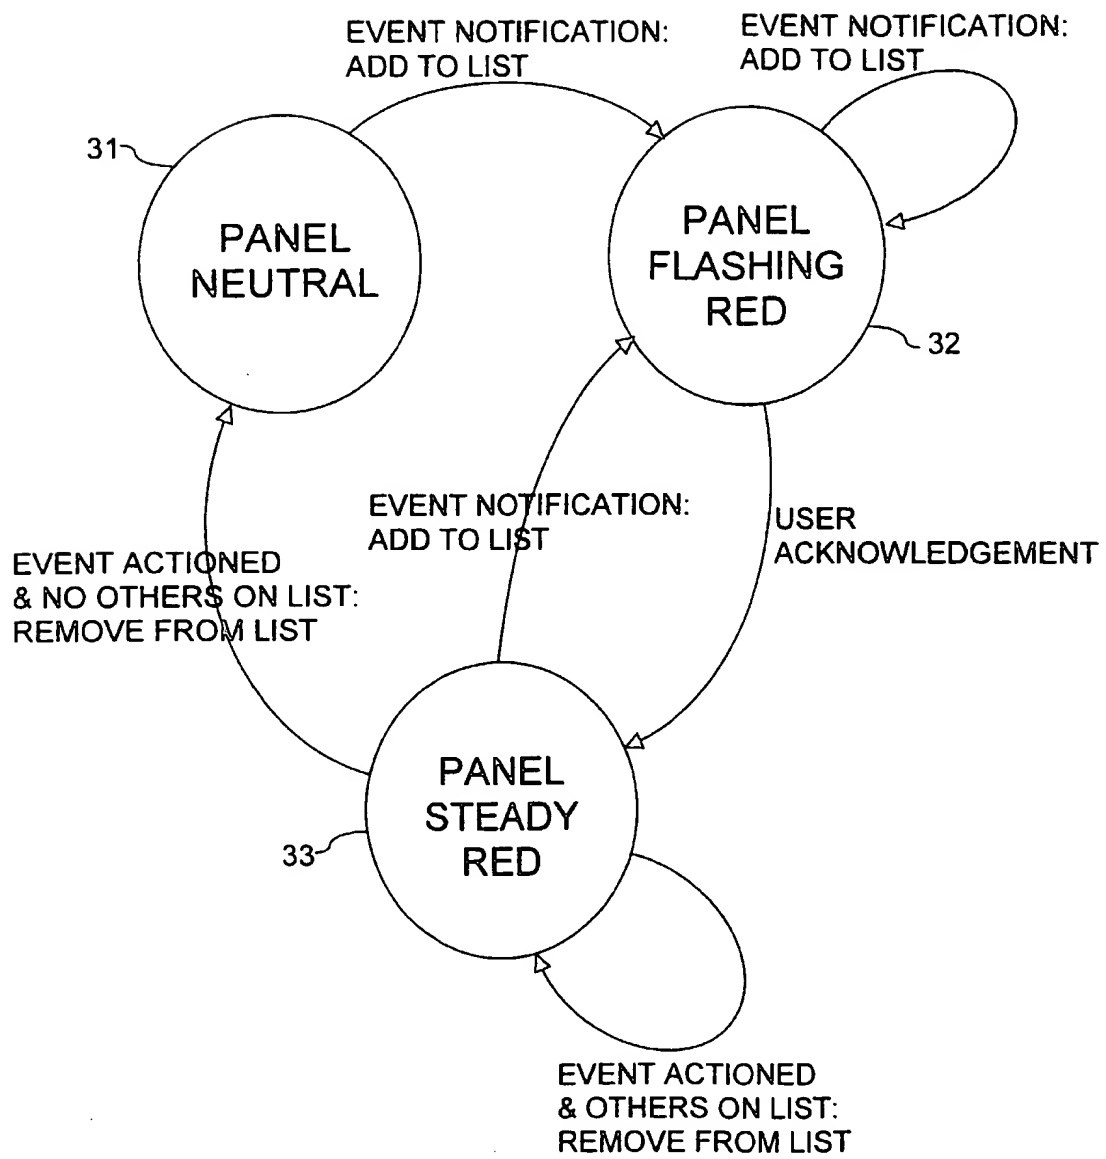 EVENT NOTIFICATION:
ADD TO LIST
EVENT NOTIFICATION:
ADD TO LIST
31
PANEL
NEUTRAL
PANEL
FLASHING
RED
32
EVENT NOTIFICATION:
ADD TO LIST
USER
ACKNOWLEDGEMENT
EVENT ACTIONED
& NO OTHERS ON LIST:
REMOVE FROM LIST
PANEL
STEADY
RED
33
EVENT ACTIONED
& OTHERS ON LIST:
REMOVE FROM LIST